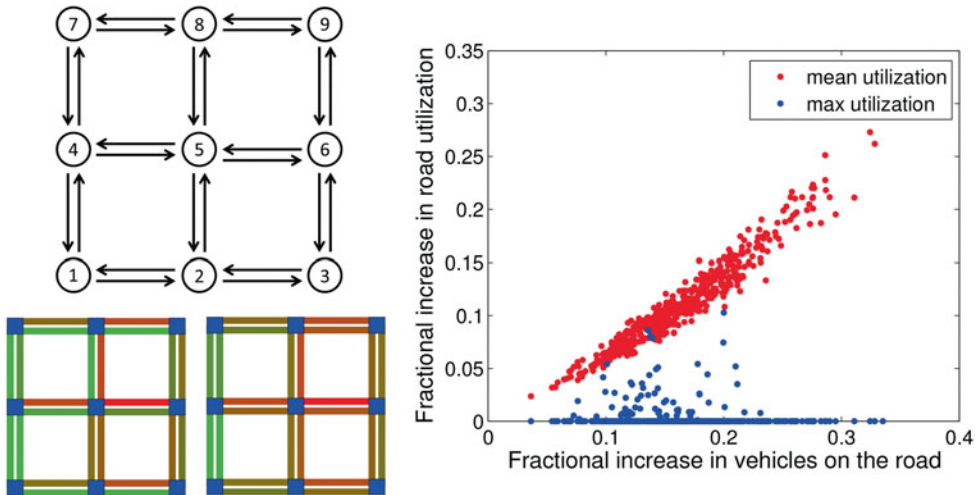 7 8 9
4 5 6
1 2 3
Fractional increase in road utilization
0.35
0.3
0.25
0.2
0.15
0.1
0.05
0
mean utilization
max utilization
0 0.1 0.2 0.3 0.4
Fractional increase in vehicles on the road